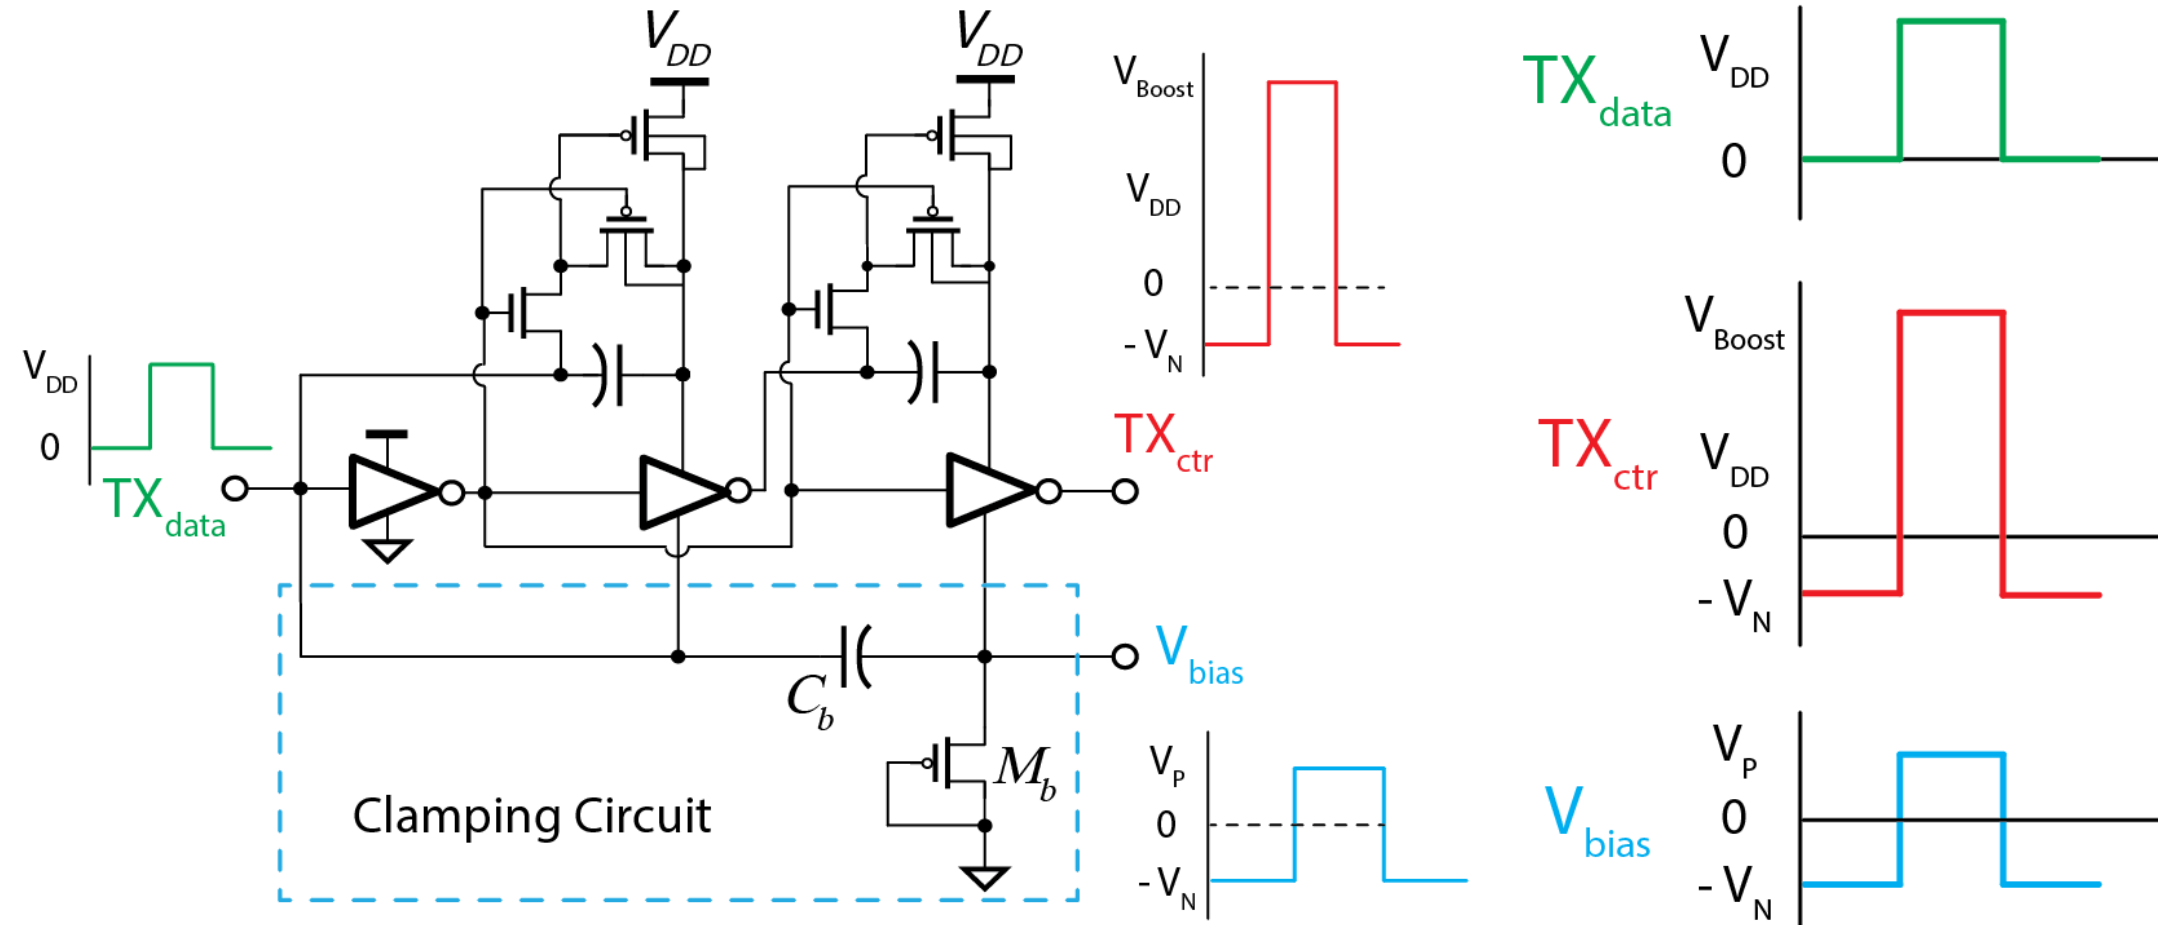 V_DD
V_DD
V_Boost
V_DD
0
- V_N
TX_data
V_DD
0
V_DD
0
TX_data
TX_ctr
TX_ctr
V_Boost
V_DD
0
- V_N
C_b
V_bias
M_b
Clamping Circuit
V_P
0
- V_N
V_bias
V_P
0
- V_N